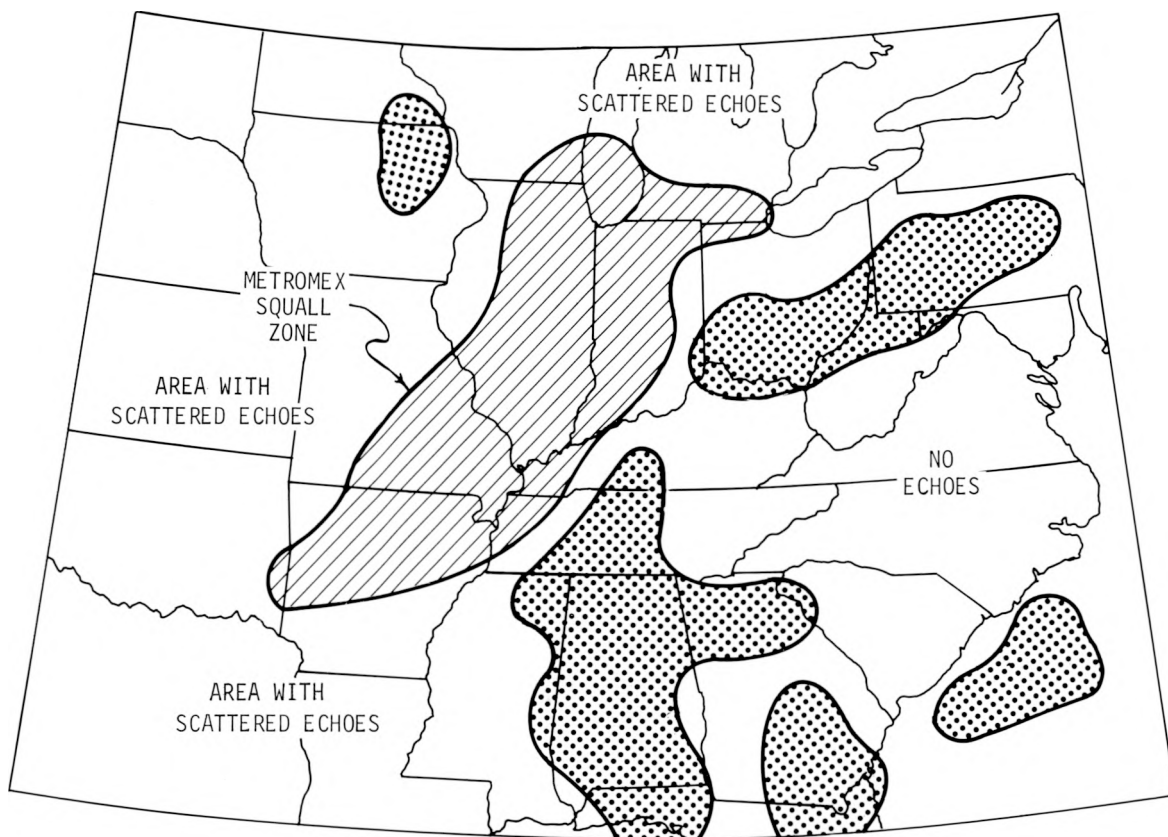 AREA WITH
SCATTERED ECHOES
METROMEX
SQUALL
ZONE
AREA WITH
SCATTERED ECHOES
NO
ECHOES
AREA WITH
SCATTERED ECHOES